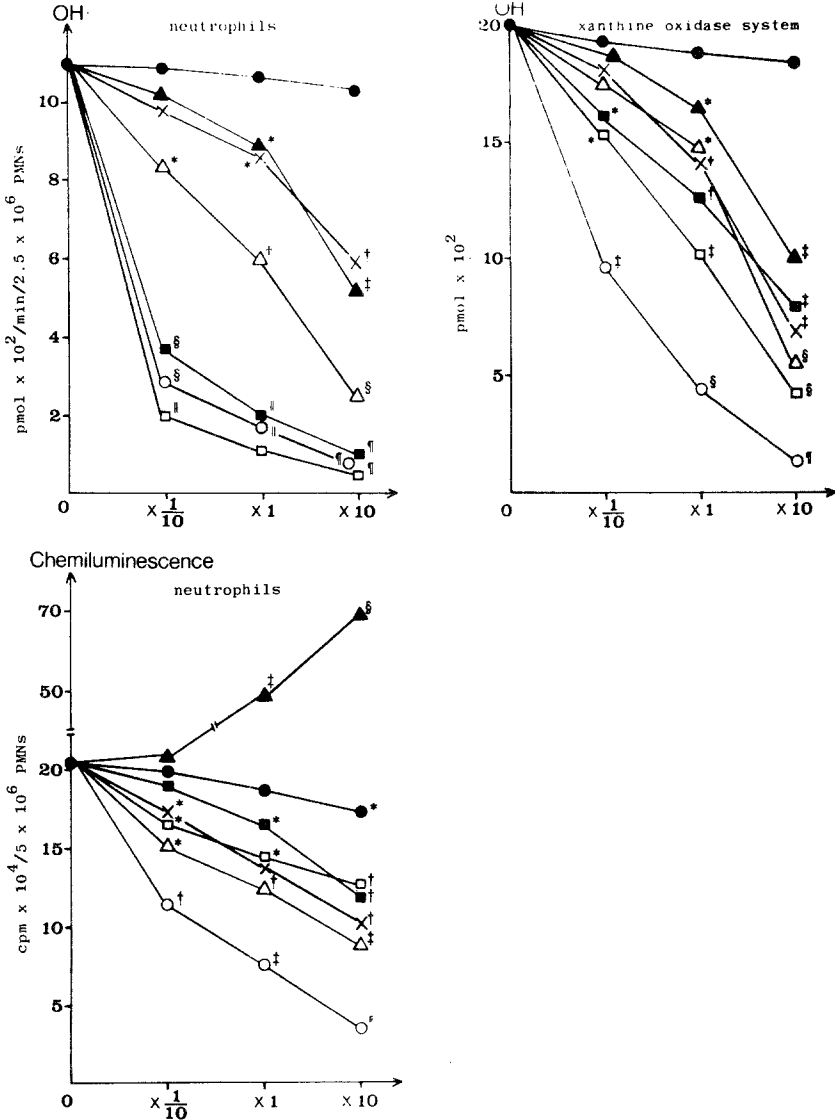 OH·
neutrophils
10
8
6
4
2
pmol x 10²/min/2.5 x 10⁶ PMNs
* * * † † ‡ § § § ‖ ‖ ‖ ¶ ¶ ¶
0 × 1/10 × 1 × 10
OH
xanthine oxidase system
20
15
10
5
pmol x 10²
* * * * † † ‡ ‡ ‡ ‡ ‡ § § § ¶
0 × 1/10 × 1 × 10
Chemiluminescence
neutrophils
70
50
20
15
10
5
cpm x 10⁴/5 x 10⁶ PMNs
§ ‡ * * * * * * † † † † † ‡ ‡
0 × 1/10 × 1 × 10